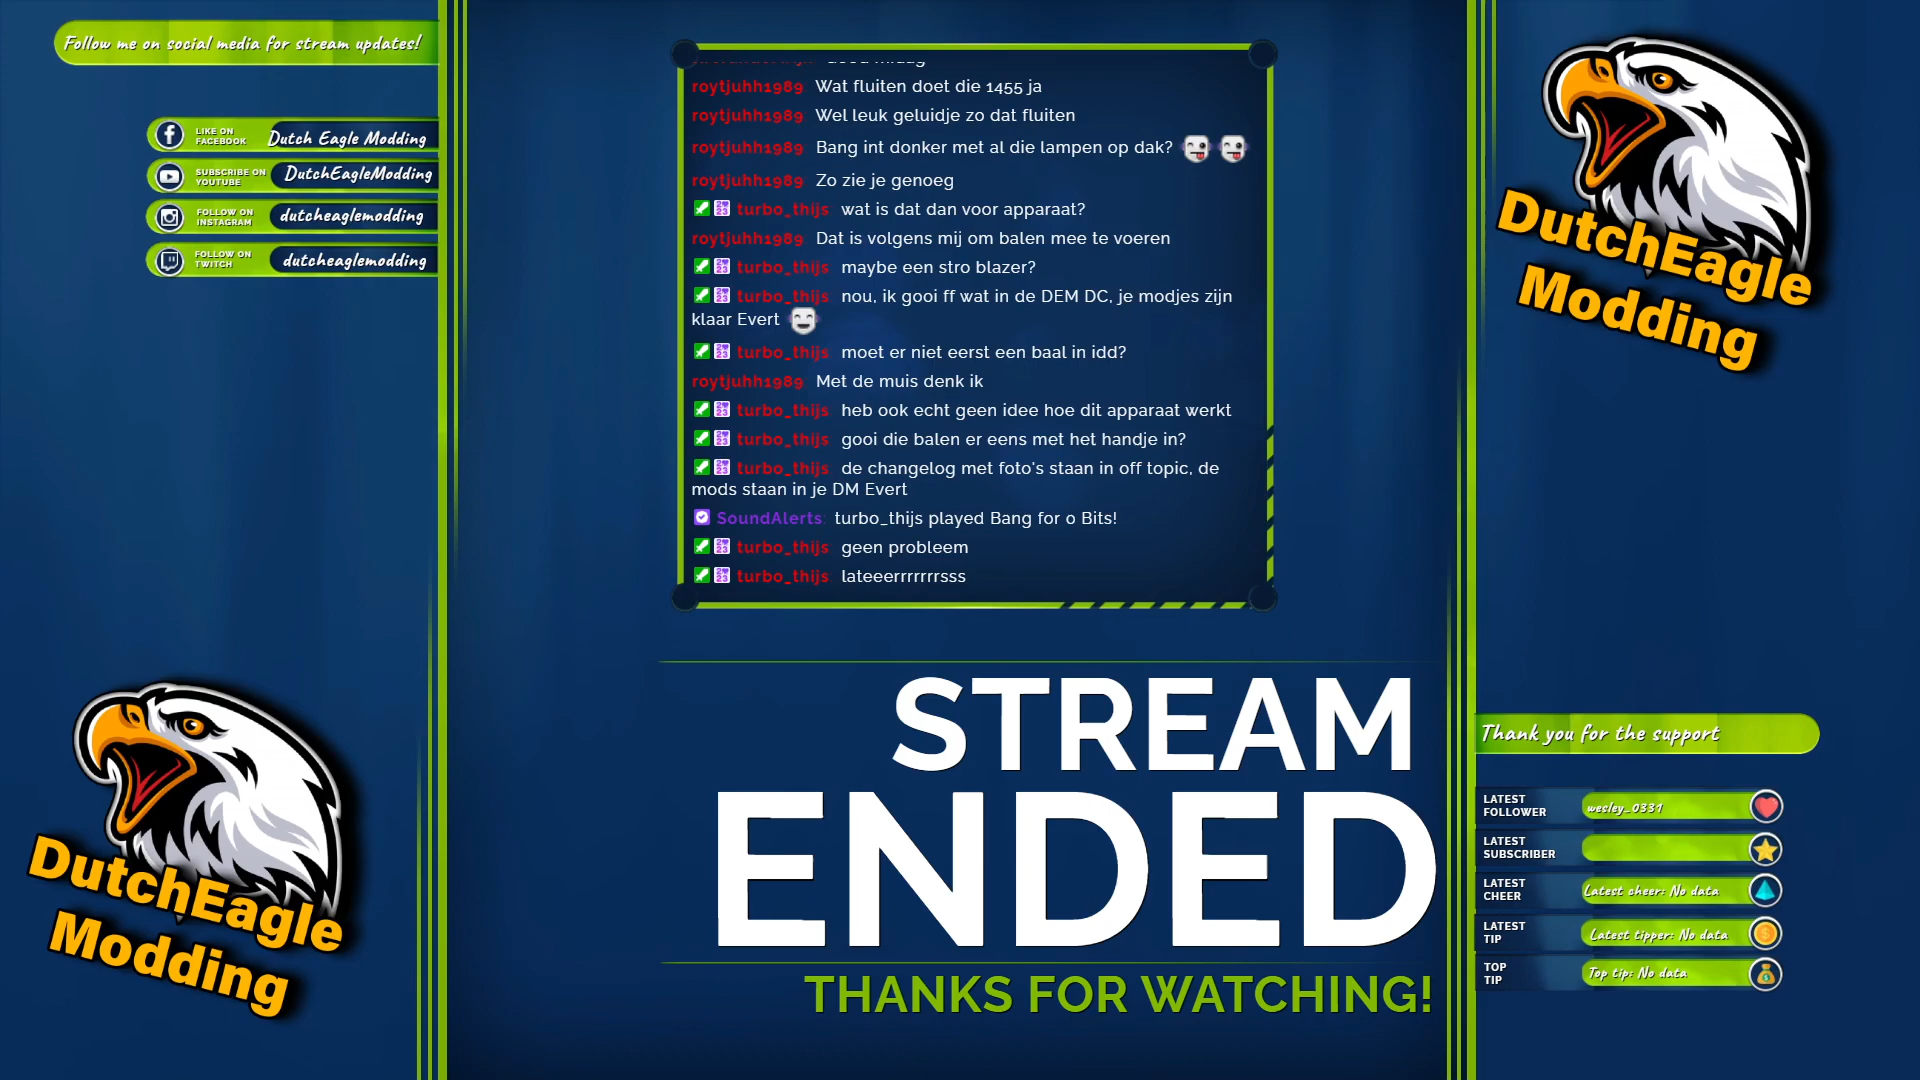 Follow me on social media for stream updates!
LIKE ON
FACEBOOK
Dutch Eagle Modding
SUBSCRIBE ON
YOUTUBE
DutchEagleModding
FOLLOW ON
INSTAGRAM
dutcheaglemodding
FOLLOW ON
TWITCH
dutcheaglemodding
roytjuhh1989: Wat fluiten doet die 1455 ja
roytjuhh1989: Wel leuk geluidje zo dat fluiten
roytjuhh1989: Bang int donker met al die lampen op dak?
roytjuhh1989: Zo zie je genoeg
turbo_thijs: wat is dat dan voor apparaat?
roytjuhh1989: Dat is volgens mij om balen mee te voeren
turbo_thijs: maybe een stro blazer?
turbo_thijs: nou, ik gooi ff wat in de DEM DC, je modjes zijn
klaar Evert
turbo_thijs: moet er niet eerst een baal in idd?
roytjuhh1989: Met de muis denk ik
turbo_thijs: heb ook echt geen idee hoe dit apparaat werkt
turbo_thijs: gooi die balen er eens met het handje in?
turbo_thijs: de changelog met foto's staan in off topic, de
mods staan in je DM Evert
SoundAlerts: turbo_thijs played Bang for 0 Bits!
turbo_thijs: geen probleem
turbo_thijs: lateeerrrrrrrsss
STREAM
ENDED
THANKS FOR WATCHING!
DutchEagle
Modding
DutchEagle
Modding
Thank you for the support
LATEST
FOLLOWER
wesley_0331
LATEST
SUBSCRIBER
LATEST
CHEER
Latest cheer: No data
LATEST
TIP
Latest tipper: No data
TOP
TIP
Top tip: No data